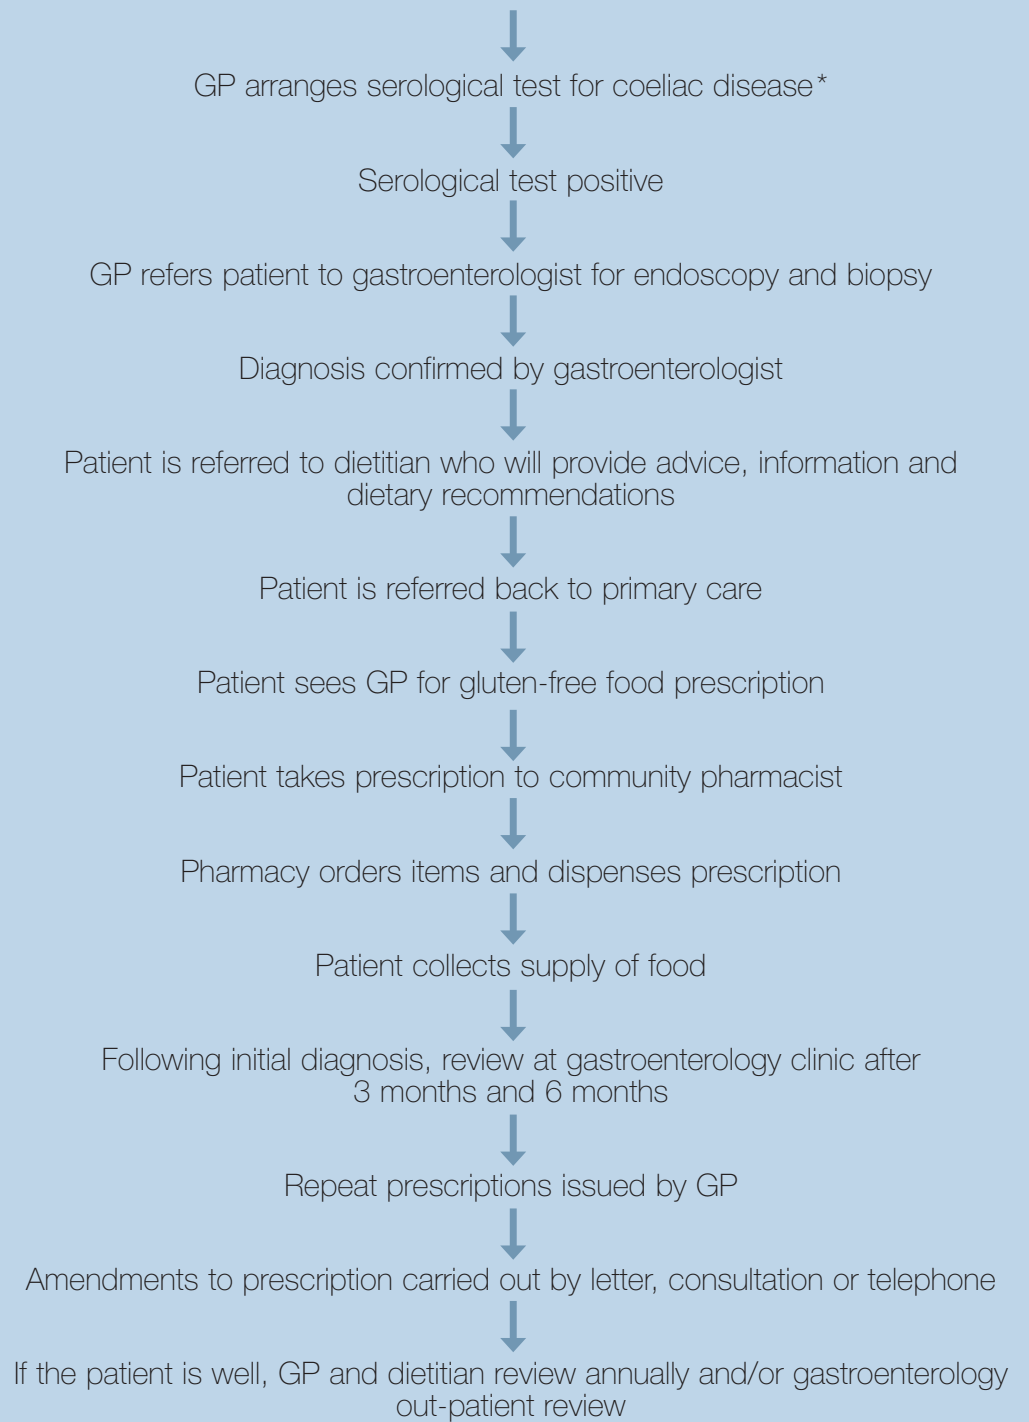 GP arranges serological test for coeliac disease*
Serological test positive
GP refers patient to gastroenterologist for endoscopy and biopsy
Diagnosis confirmed by gastroenterologist
Patient is referred to dietitian who will provide advice, information and
dietary recommendations
Patient is referred back to primary care
Patient sees GP for gluten-free food prescription
Patient takes prescription to community pharmacist
Pharmacy orders items and dispenses prescription
Patient collects supply of food
Following initial diagnosis, review at gastroenterology clinic after
3 months and 6 months
Repeat prescriptions issued by GP
Amendments to prescription carried out by letter, consultation or telephone
If the patient is well, GP and dietitian review annually and/or gastroenterology
out-patient review